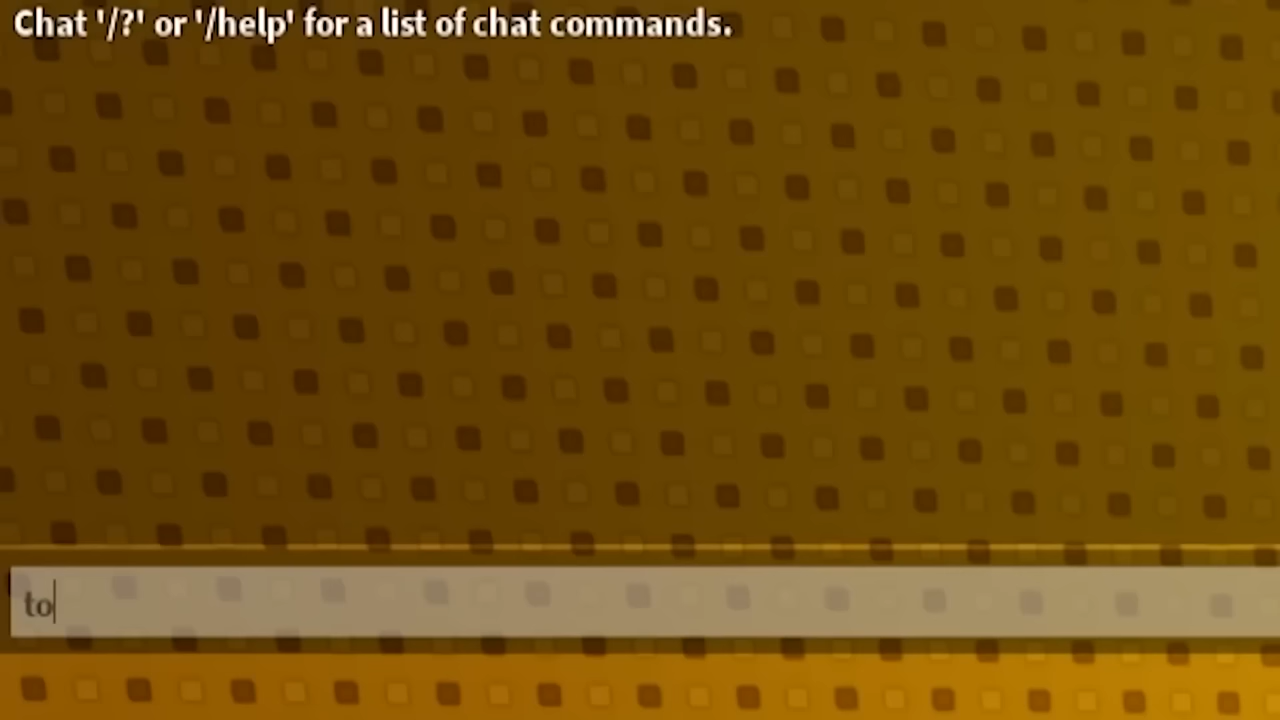 Chat '/?' or '/help' for a list of chat commands.
to